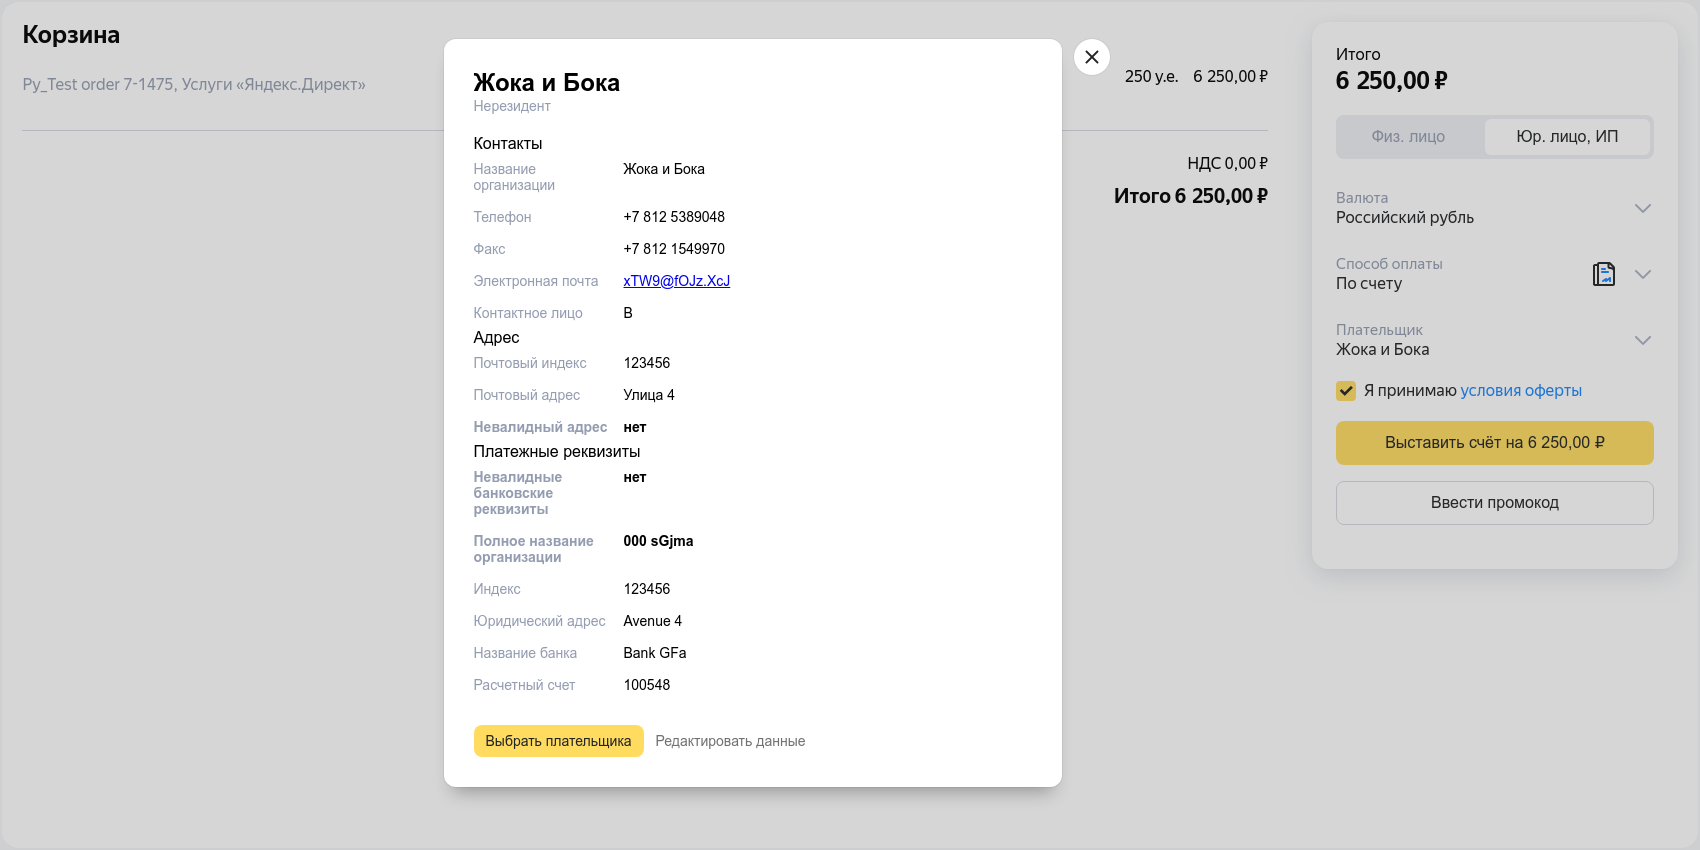 Корзина
Py_Test order 7-1475, Услуги «Яндекс.Директ»
250 у.е. 6 250,00 ₽
НДС 0,00 ₽
Итого 6 250,00 ₽
Жока и Бока
Нерезидент
Контакты
Название организации
Жока и Бока
Телефон +7 812 5389048
Факс +7 812 1549970
Электронная почта xTW9@fOJz.XcJ
Контактное лицо В
Адрес
Почтовый индекс 123456
Почтовый адрес Улица 4
Невалидный адрес нет
Платежные реквизиты
Невалидные банковские реквизиты
нет
Полное название организации
000 sGjma
Индекс 123456
Юридический адрес Avenue 4
Название банка Bank GFa
Расчетный счет 100548
Выбрать плательщика Редактировать данные
Итого
6 250,00 ₽
Физ. лицо Юр. лицо, ИП
Валюта
Российский рубль
Способ оплаты
По счету
Плательщик
Жока и Бока
Я принимаю условия оферты
Выставить счёт на 6 250,00 ₽
Ввести промокод